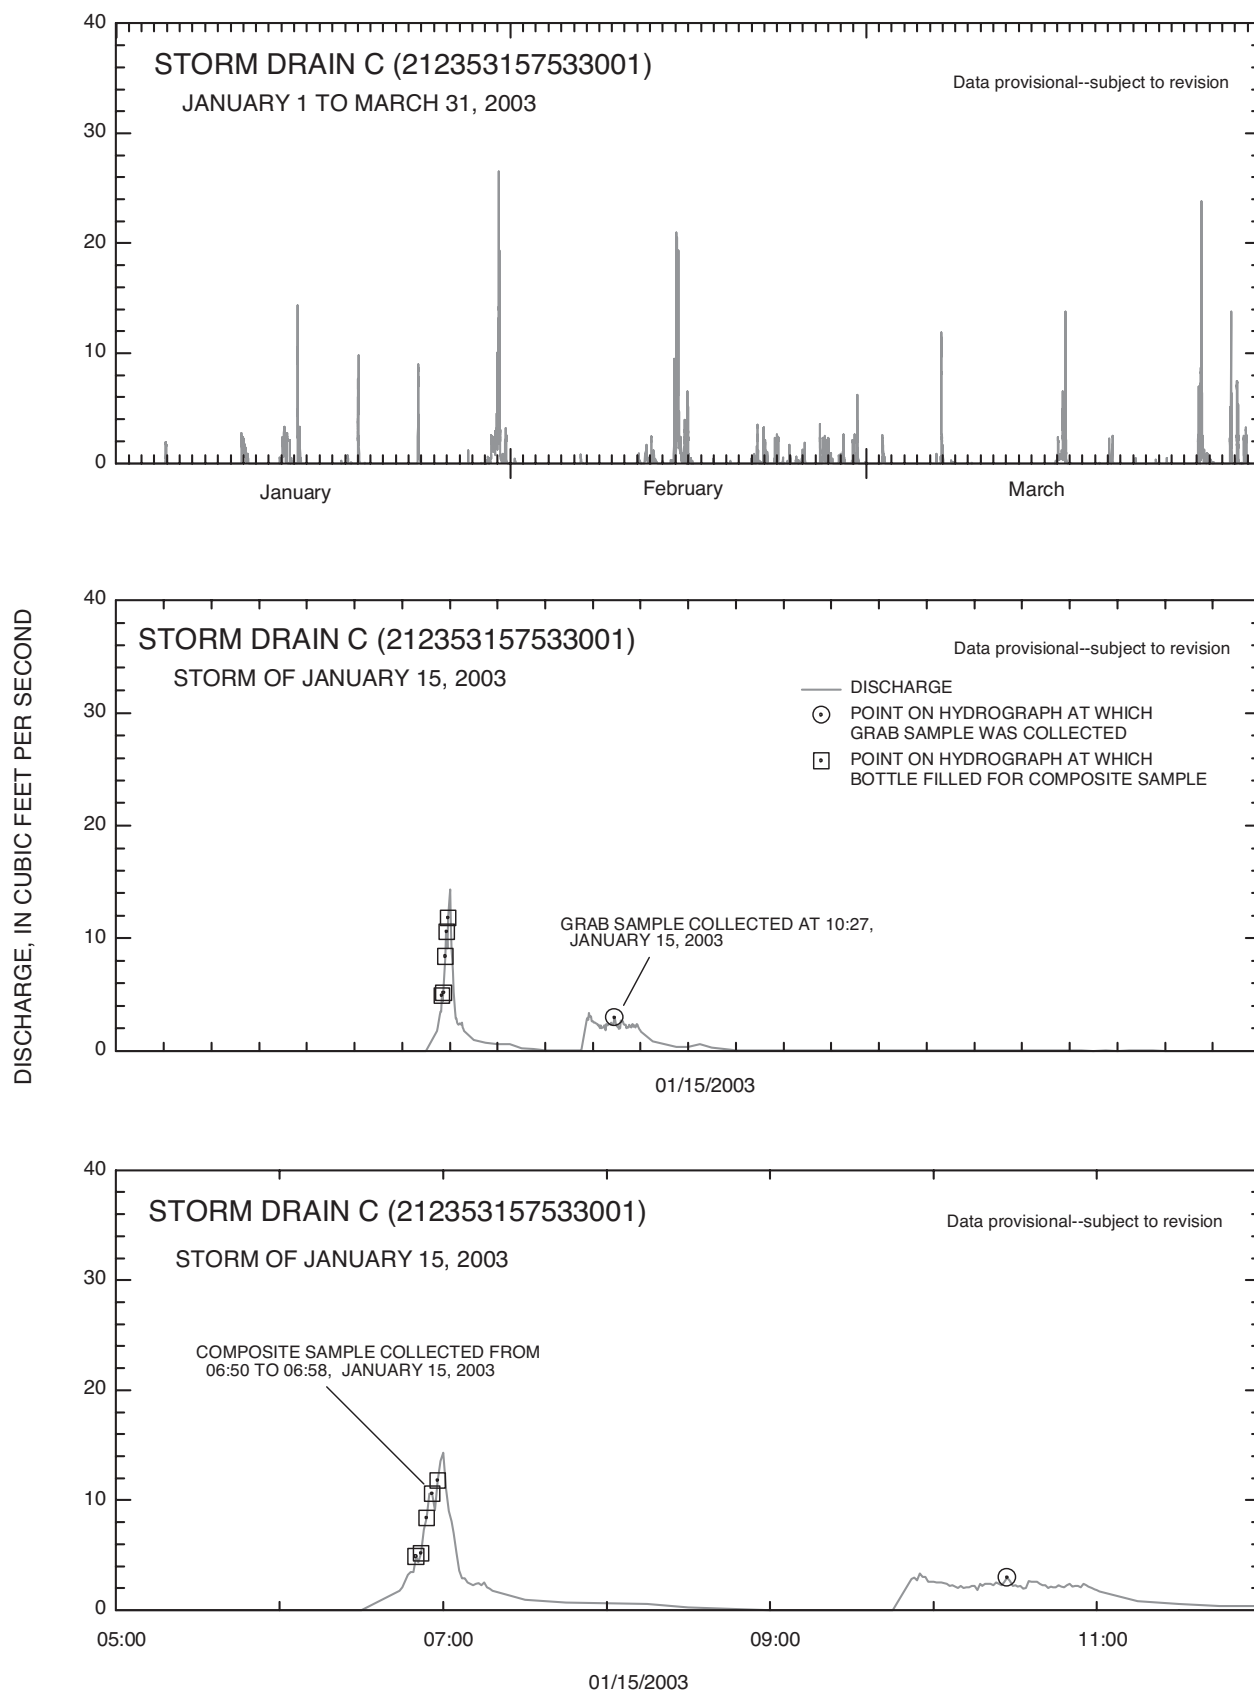 DISCHARGE, IN CUBIC FEET PER SECOND
40
30
20
10
0
STORM DRAIN C (212353157533001)
JANUARY 1 TO MARCH 31, 2003
Data provisional--subject to revision
January
February
March
40
30
20
10
0
STORM DRAIN C (212353157533001)
STORM OF JANUARY 15, 2003
Data provisional--subject to revision
DISCHARGE
POINT ON HYDROGRAPH AT WHICH
GRAB SAMPLE WAS COLLECTED
POINT ON HYDROGRAPH AT WHICH
BOTTLE FILLED FOR COMPOSITE SAMPLE
GRAB SAMPLE COLLECTED AT 10:27,
JANUARY 15, 2003
01/15/2003
40
30
20
10
0
STORM DRAIN C (212353157533001)
STORM OF JANUARY 15, 2003
Data provisional--subject to revision
COMPOSITE SAMPLE COLLECTED FROM
06:50 TO 06:58, JANUARY 15, 2003
05:00
07:00
09:00
11:00
01/15/2003